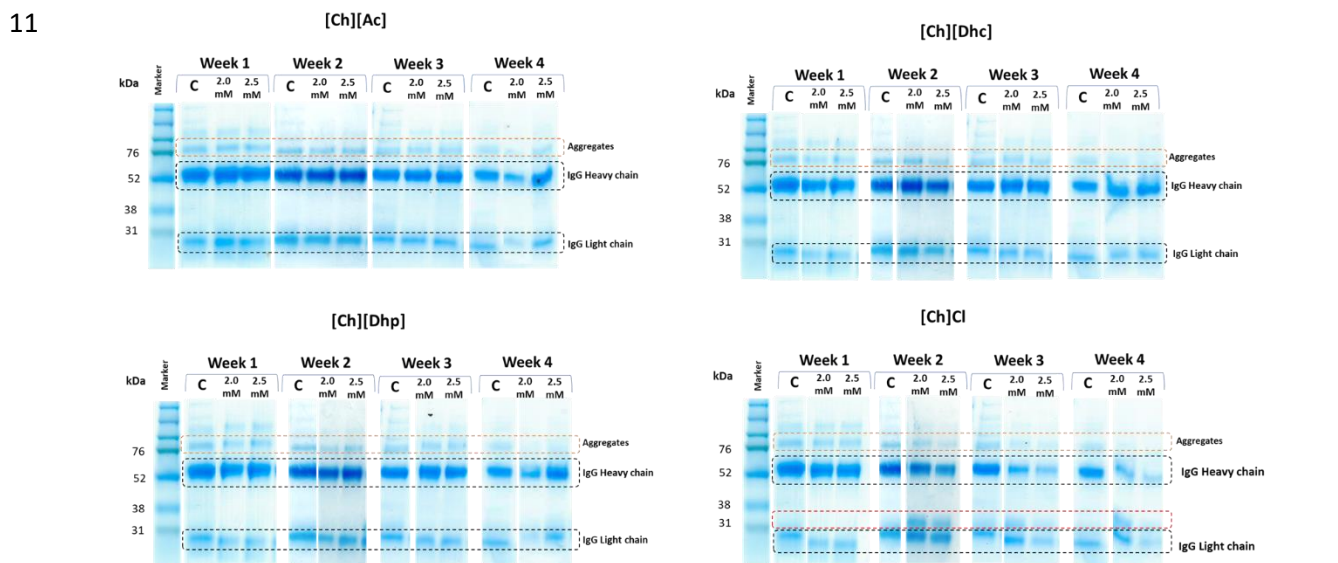 11
[Ch][Ac]
Week 1 Week 2 Week 3 Week 4
kDa Marker C 2.0 mM 2.5 mM C 2.0 mM 2.5 mM C 2.0 mM 2.5 mM C 2.0 mM 2.5 mM
Aggregates
76
IgG Heavy chain
52
38
31
IgG Light chain
[Ch][Dhc]
Week 1 Week 2 Week 3 Week 4
kDa Marker C 2.0 mM 2.5 mM C 2.0 mM 2.5 mM C 2.0 mM 2.5 mM C 2.0 mM 2.5 mM
Aggregates
76
IgG Heavy chain
52
38
31
IgG Light chain
[Ch][Dhp]
Week 1 Week 2 Week 3 Week 4
kDa Marker C 2.0 mM 2.5 mM C 2.0 mM 2.5 mM C 2.0 mM 2.5 mM C 2.0 mM 2.5 mM
Aggregates
76
IgG Heavy chain
52
38
31
IgG Light chain
[Ch]Cl
Week 1 Week 2 Week 3 Week 4
kDa Marker C 2.0 mM 2.5 mM C 2.0 mM 2.5 mM C 2.0 mM 2.5 mM C 2.0 mM 2.5 mM
Aggregates
76
IgG Heavy chain
52
38
31
IgG Light chain